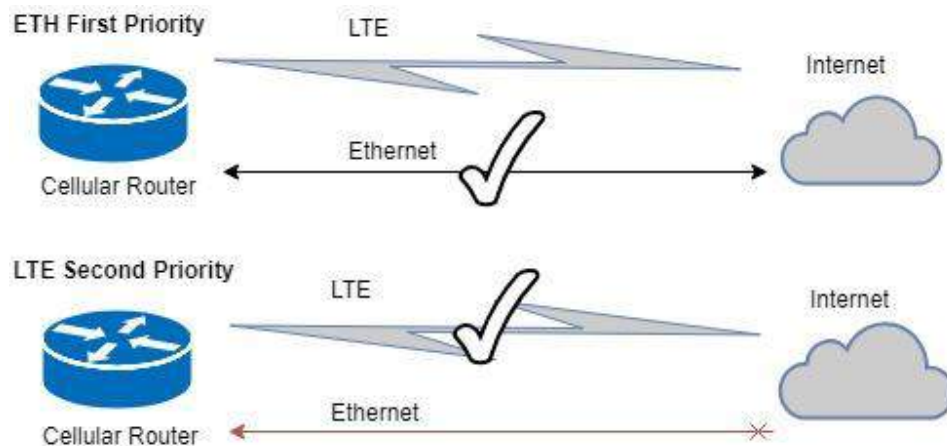 ETH First Priority
LTE
Internet
Ethernet
Cellular Router
LTE Second Priority
LTE
Internet
Ethernet
Cellular Router